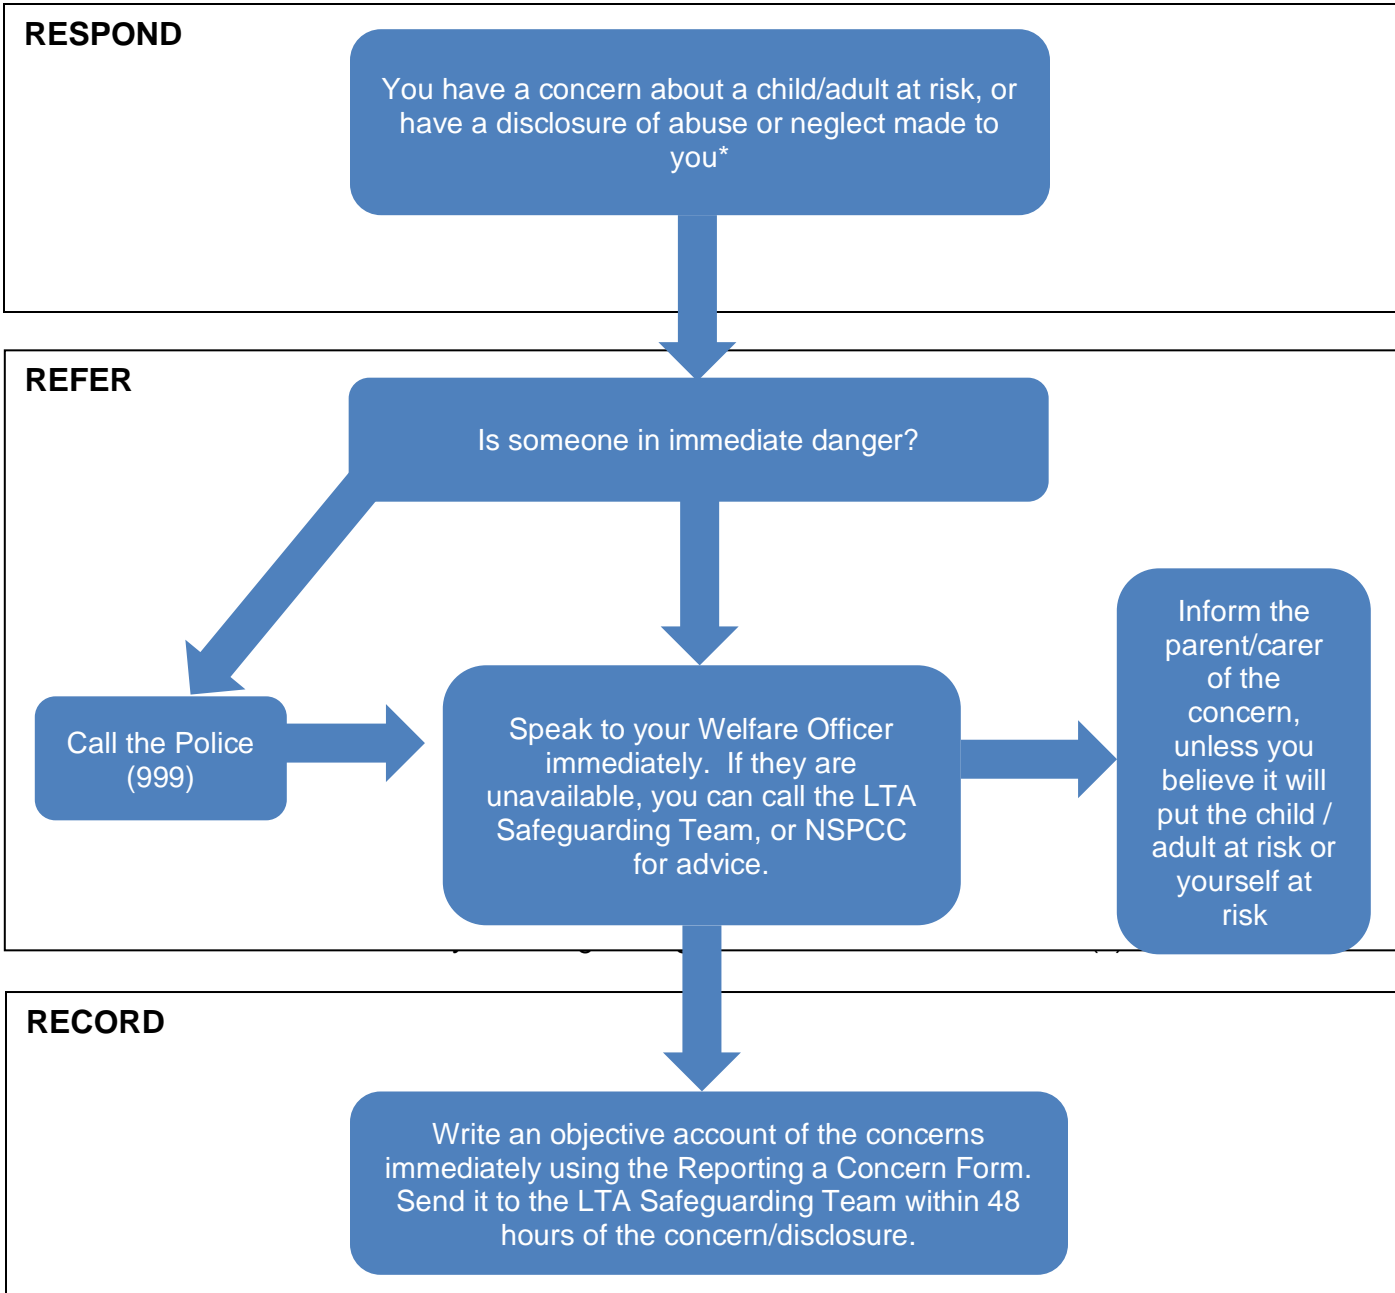 RESPOND
You have a concern about a child/adult at risk, or
have a disclosure of abuse or neglect made to
you*
REFER
Is someone in immediate danger?
Call the Police
(999)
Speak to your Welfare Officer
immediately.  If they are
unavailable, you can call the LTA
Safeguarding Team, or NSPCC
for advice.
Inform the
parent/carer
of the
concern,
unless you
believe it will
put the child /
adult at risk or
yourself at
risk
RECORD
Write an objective account of the concerns
immediately using the Reporting a Concern Form.
Send it to the LTA Safeguarding Team within 48
hours of the concern/disclosure.